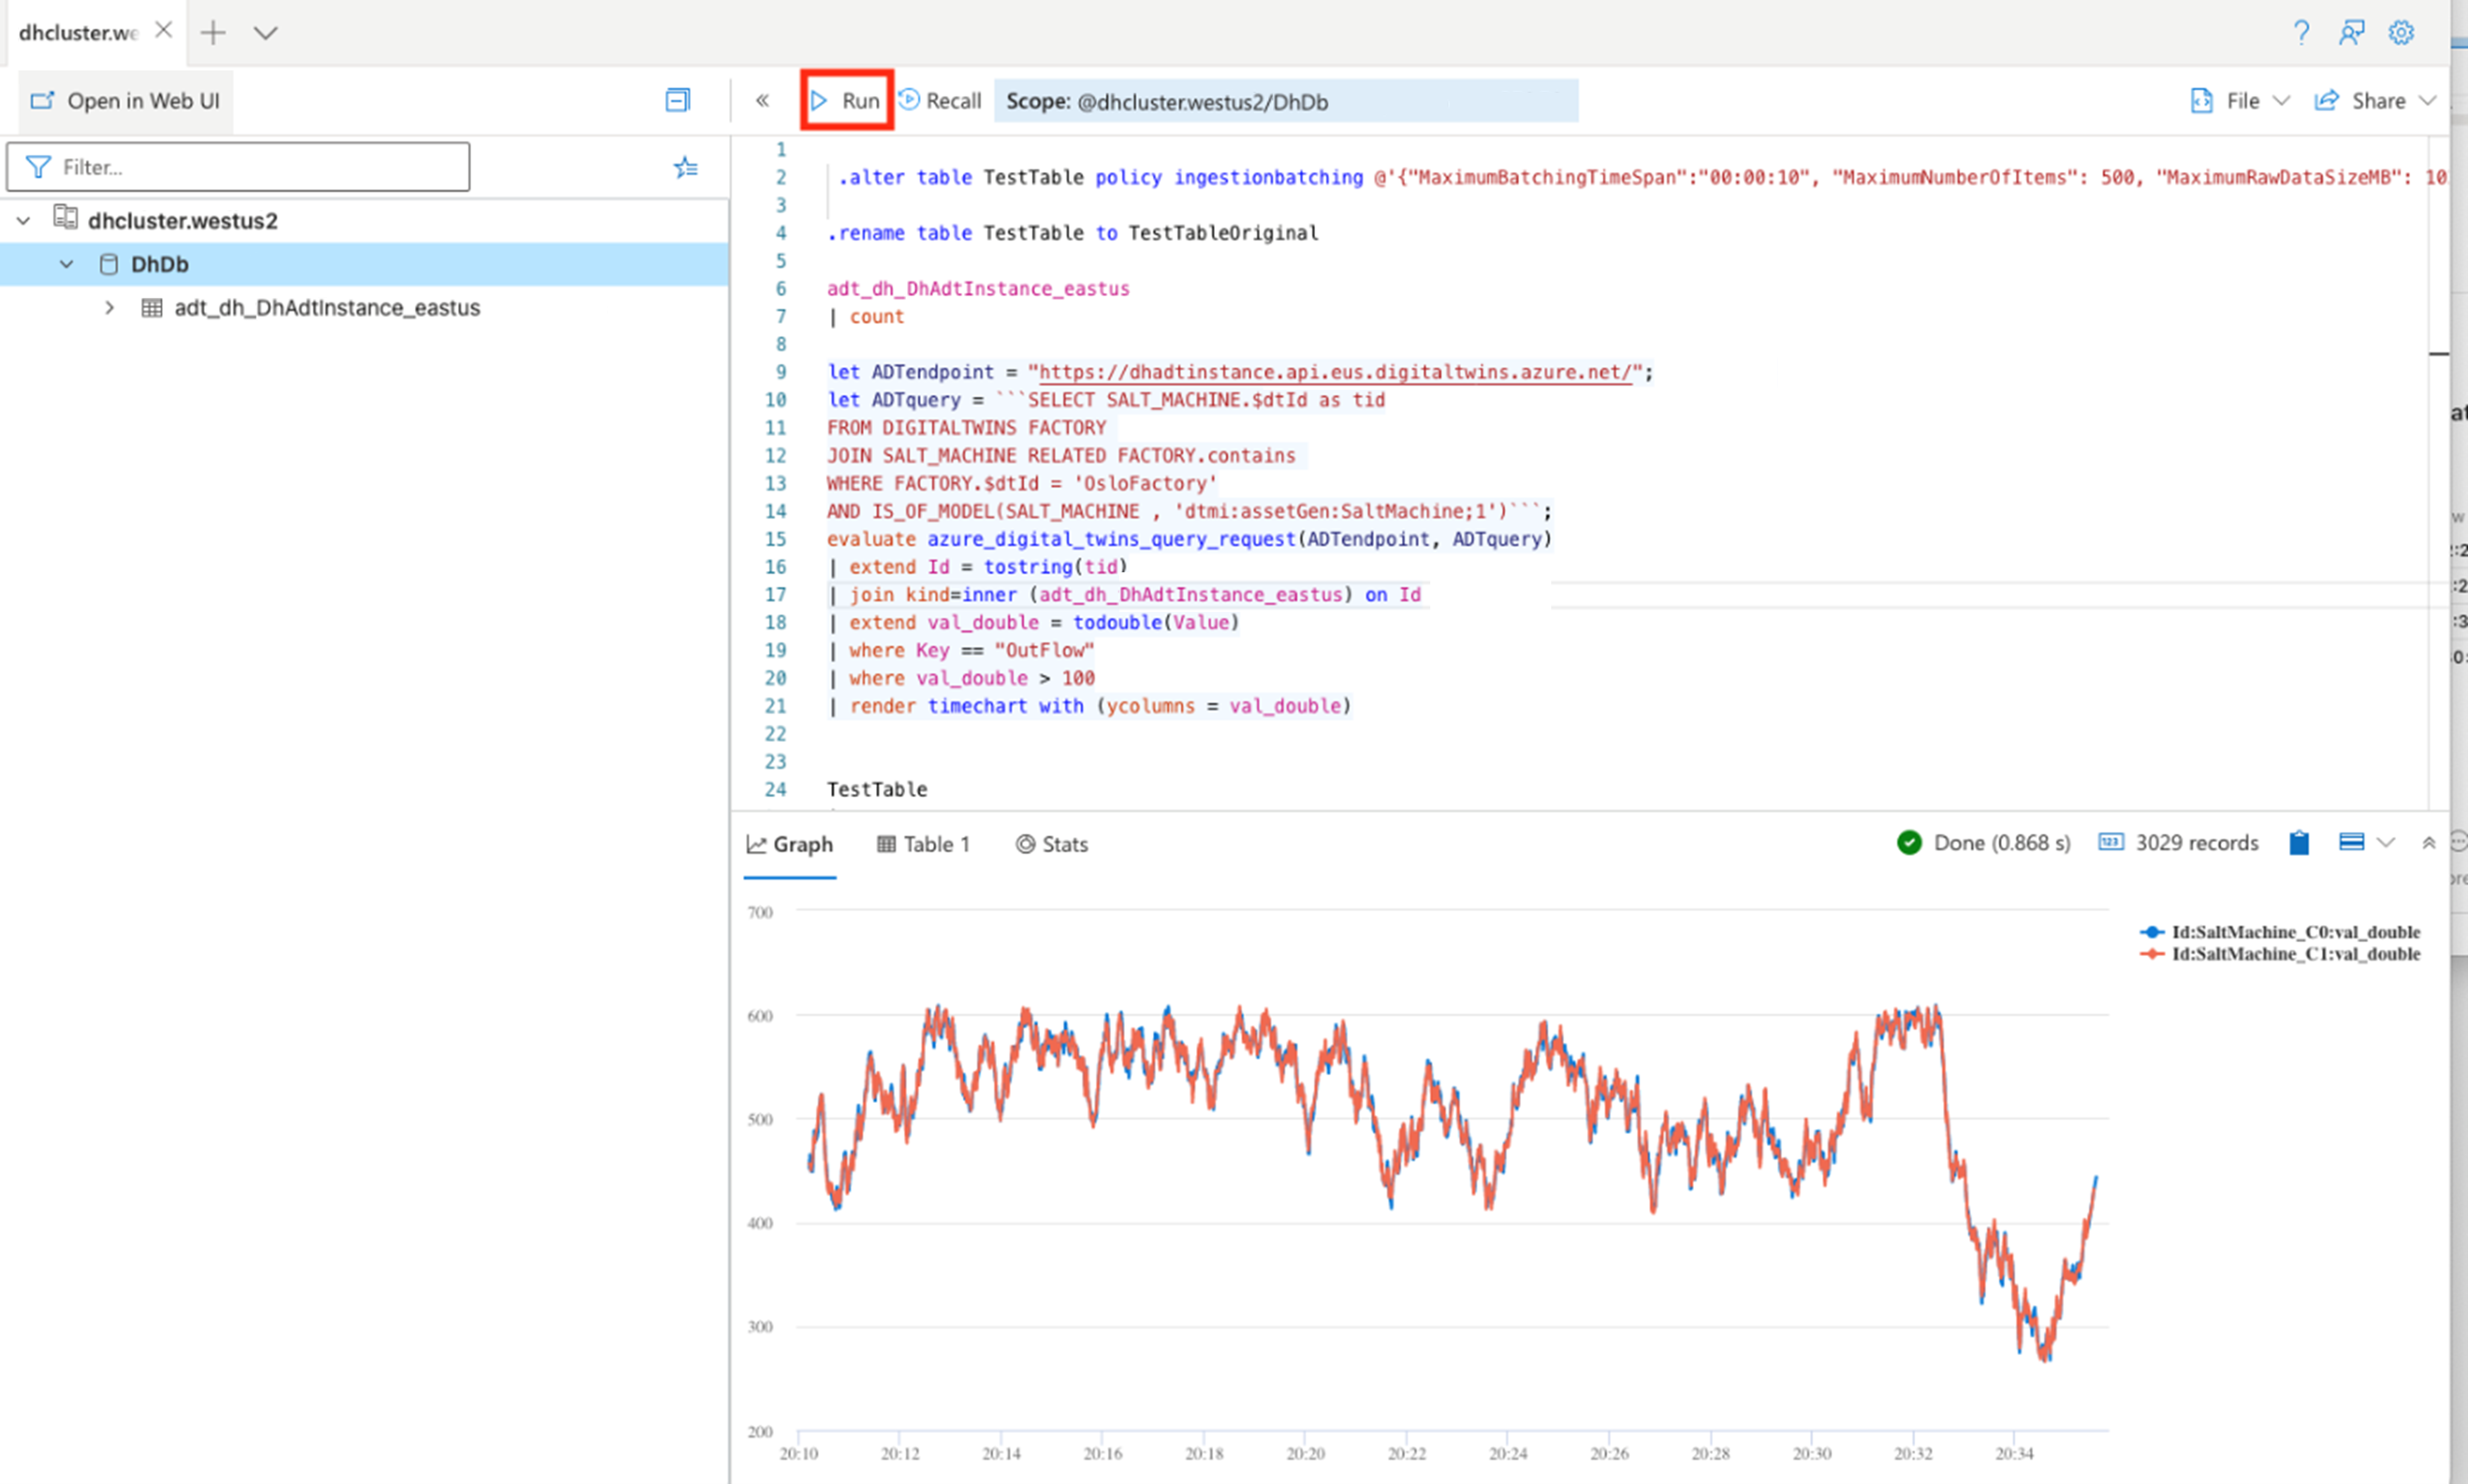 dhcluster.we
Open in Web UI
Run
Recall
Scope: @dhcluster.westus2/DhDb
File
Share
Filter...
dhcluster.westus2
DhDb
adt_dh_DhAdtInstance_eastus
1
2 .alter table TestTable policy ingestionbatching @'{"MaximumBatchingTimeSpan":"00:00:10", "MaximumNumberOfItems": 500, "MaximumRawDataSizeMB": 10
3
4 .rename table TestTable to TestTableOriginal
5
6 adt_dh_DhAdtInstance_eastus
7 | count
8
9 let ADTendpoint = "https://dhadtinstance.api.eus.digitaltwins.azure.net/";
10 let ADTquery = ```SELECT SALT_MACHINE.$dtId as tid
11 FROM DIGITALTWINS FACTORY
12 JOIN SALT_MACHINE RELATED FACTORY.contains
13 WHERE FACTORY.$dtId = 'OsloFactory'
14 AND IS_OF_MODEL(SALT_MACHINE , 'dtmi:assetGen:SaltMachine;1')```;
15 evaluate azure_digital_twins_query_request(ADTendpoint, ADTquery)
16 | extend Id = tostring(tid)
17 | join kind=inner (adt_dh_DhAdtInstance_eastus) on Id
18 | extend val_double = todouble(Value)
19 | where Key == "OutFlow"
20 | where val_double > 100
21 | render timechart with (ycolumns = val_double)
22
23
24 TestTable
Graph
Table 1
Stats
Done (0.868 s)
3029 records
700
600
500
400
300
200
20:10 20:12 20:14 20:16 20:18 20:20 20:22 20:24 20:26 20:28 20:30 20:32 20:34
Id:SaltMachine_C0:val_double
Id:SaltMachine_C1:val_double